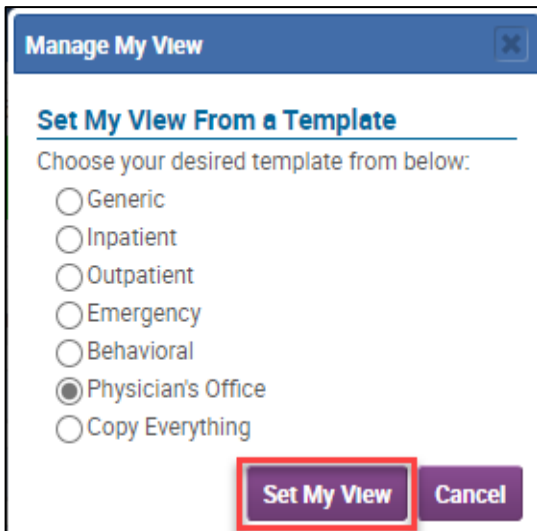 Manage My View
Set My View From a Template
Choose your desired template from below:
Generic
Inpatient
Outpatient
Emergency
Behavioral
Physician's Office
Copy Everything
Set My View Cancel